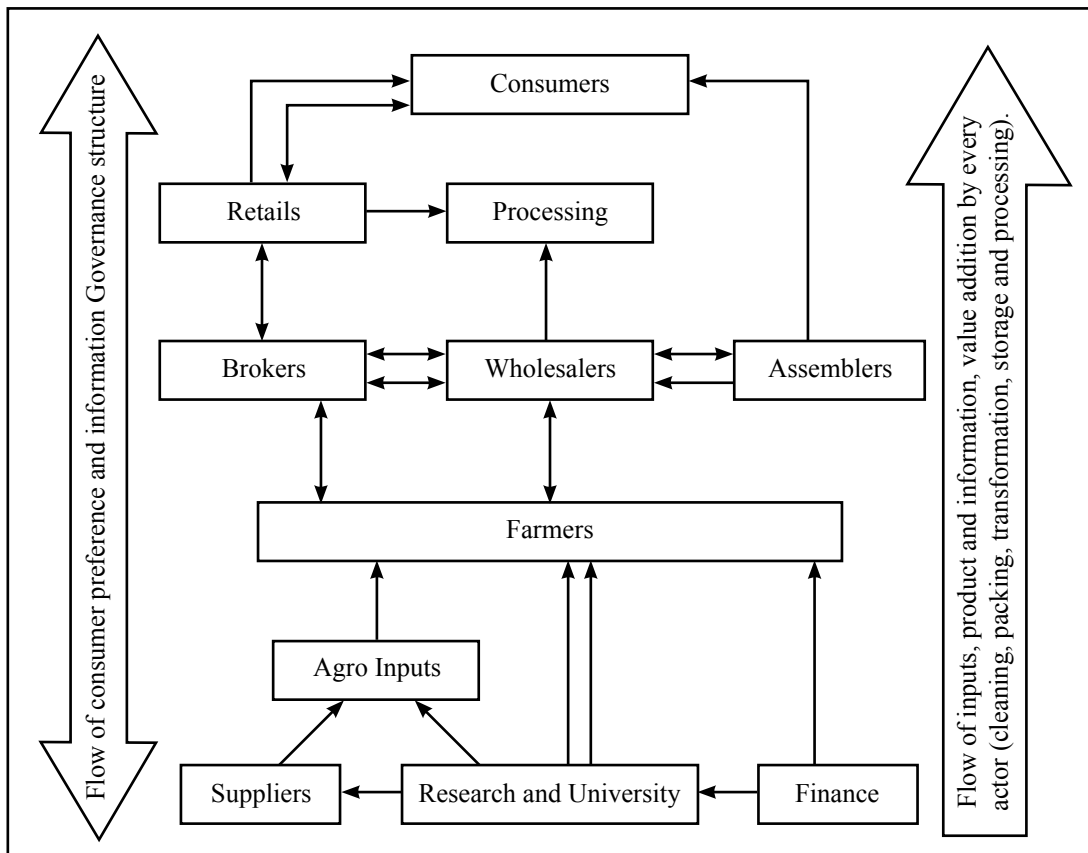 Flow of consumer preference and information Governance structure
Consumers
Retails
Processing
Brokers
Wholesalers
Assemblers
Farmers
Agro Inputs
Suppliers
Research and University
Finance
Flow of inputs, product and information, value addition by every
actor (cleaning, packing, transformation, storage and processing).